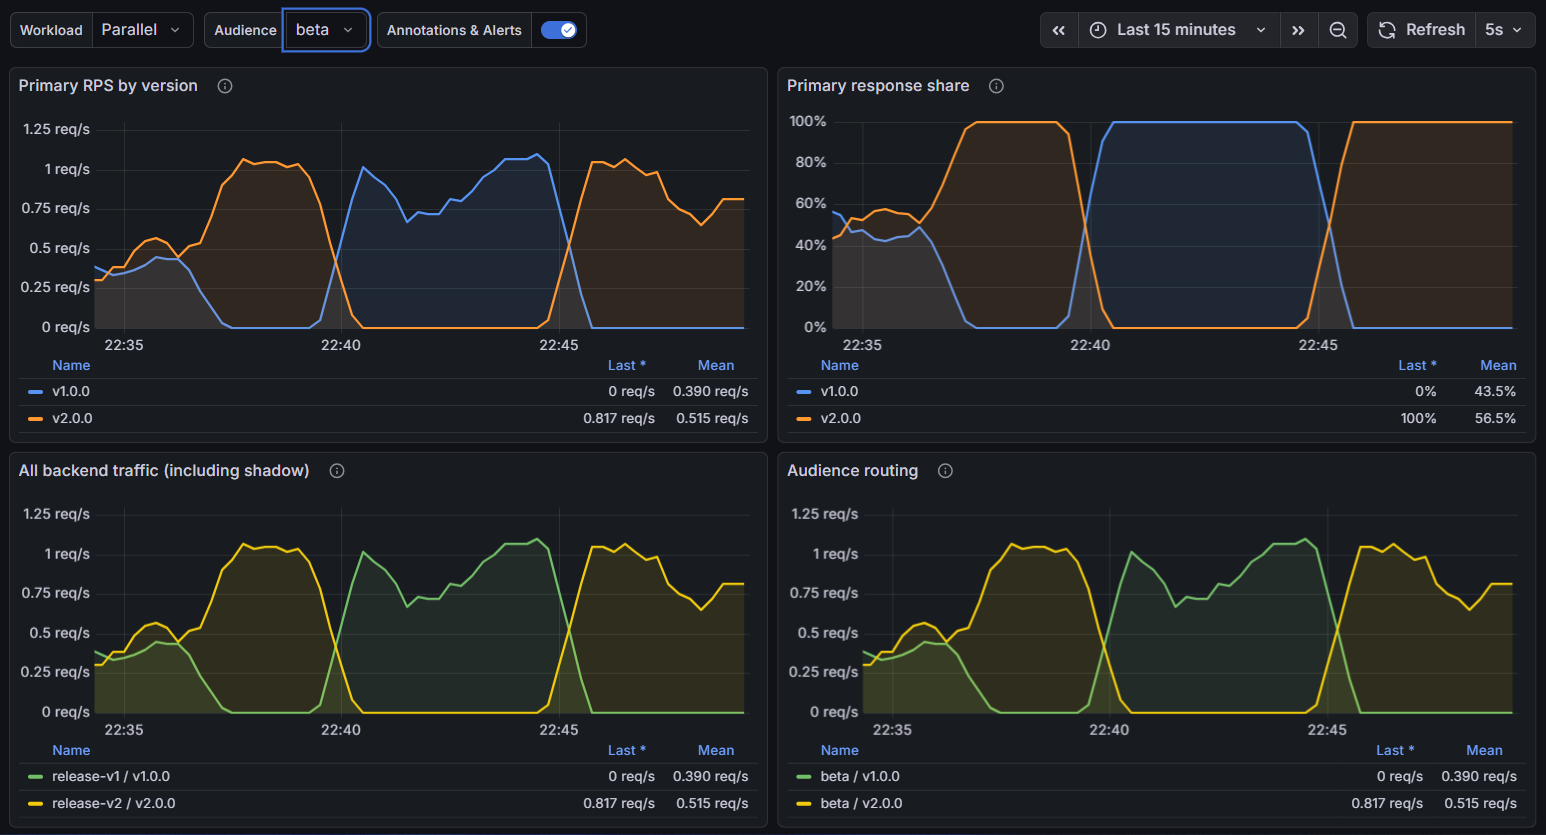 Workload Parallel Audience beta Annotations & Alerts Last 15 minutes Refresh 5s
Primary RPS by version
1.25 req/s
1 req/s
0.75 req/s
0.5 req/s
0.25 req/s
0 req/s
22:35 22:40 22:45
Name Last * Mean
v1.0.0 0 req/s 0.390 req/s
v2.0.0 0.817 req/s 0.515 req/s
Primary response share
100%
80%
60%
40%
20%
0%
22:35 22:40 22:45
Name Last * Mean
v1.0.0 0% 43.5%
v2.0.0 100% 56.5%
All backend traffic (including shadow)
1.25 req/s
1 req/s
0.75 req/s
0.5 req/s
0.25 req/s
0 req/s
22:35 22:40 22:45
Name Last * Mean
release-v1 / v1.0.0 0 req/s 0.390 req/s
release-v2 / v2.0.0 0.817 req/s 0.515 req/s
Audience routing
1.25 req/s
1 req/s
0.75 req/s
0.5 req/s
0.25 req/s
0 req/s
22:35 22:40 22:45
Name Last * Mean
beta / v1.0.0 0 req/s 0.390 req/s
beta / v2.0.0 0.817 req/s 0.515 req/s